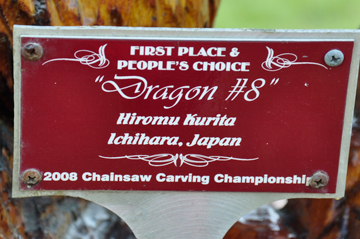 FIRST PLACE &
PEOPLE'S CHOICE
"Dragon #8"
Hiromu Kurita
Ichihara, Japan
2008 Chainsaw Carving Championship